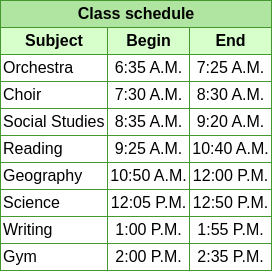 Class schedule
Subject Begin End
Orchestra 6:35 A.M. 7:25 A.M.
Choir 7:30 A.M. 8:30 A.M.
Social Studies 8:35 A.M. 9:20 A.M.
Reading 9:25 A.M. 10:40 A.M.
Geography 10:50 A.M. 12:00 P.M.
Science 12:05 P.M. 12:50 P.M.
Writing 1:00 P.M. 1:55 P.M.
Gym 2:00 P.M. 2:35 P.M.